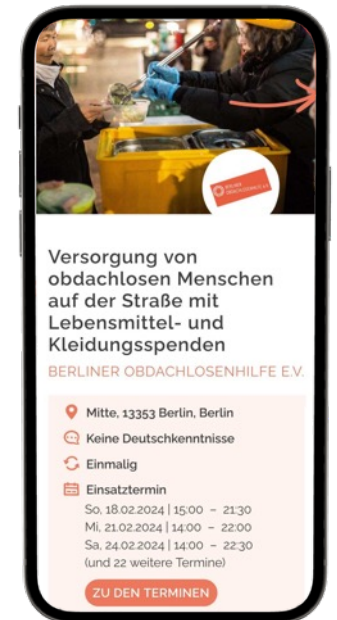 BERLINER
OBDACHLOSENHILFE e.V.
Versorgung von
obdachlosen Menschen
auf der Straße mit
Lebensmittel- und
Kleidungsspenden
BERLINER OBDACHLOSENHILFE E.V.
Mitte, 13353 Berlin, Berlin
Keine Deutschkenntnisse
Einmalig
Einsatztermin
So, 18.02.2024 | 15:00 – 21:30
Mi, 21.02.2024 | 14:00 – 22:00
Sa, 24.02.2024 | 14:00 – 22:30
(und 22 weitere Termine)
ZU DEN TERMINEN